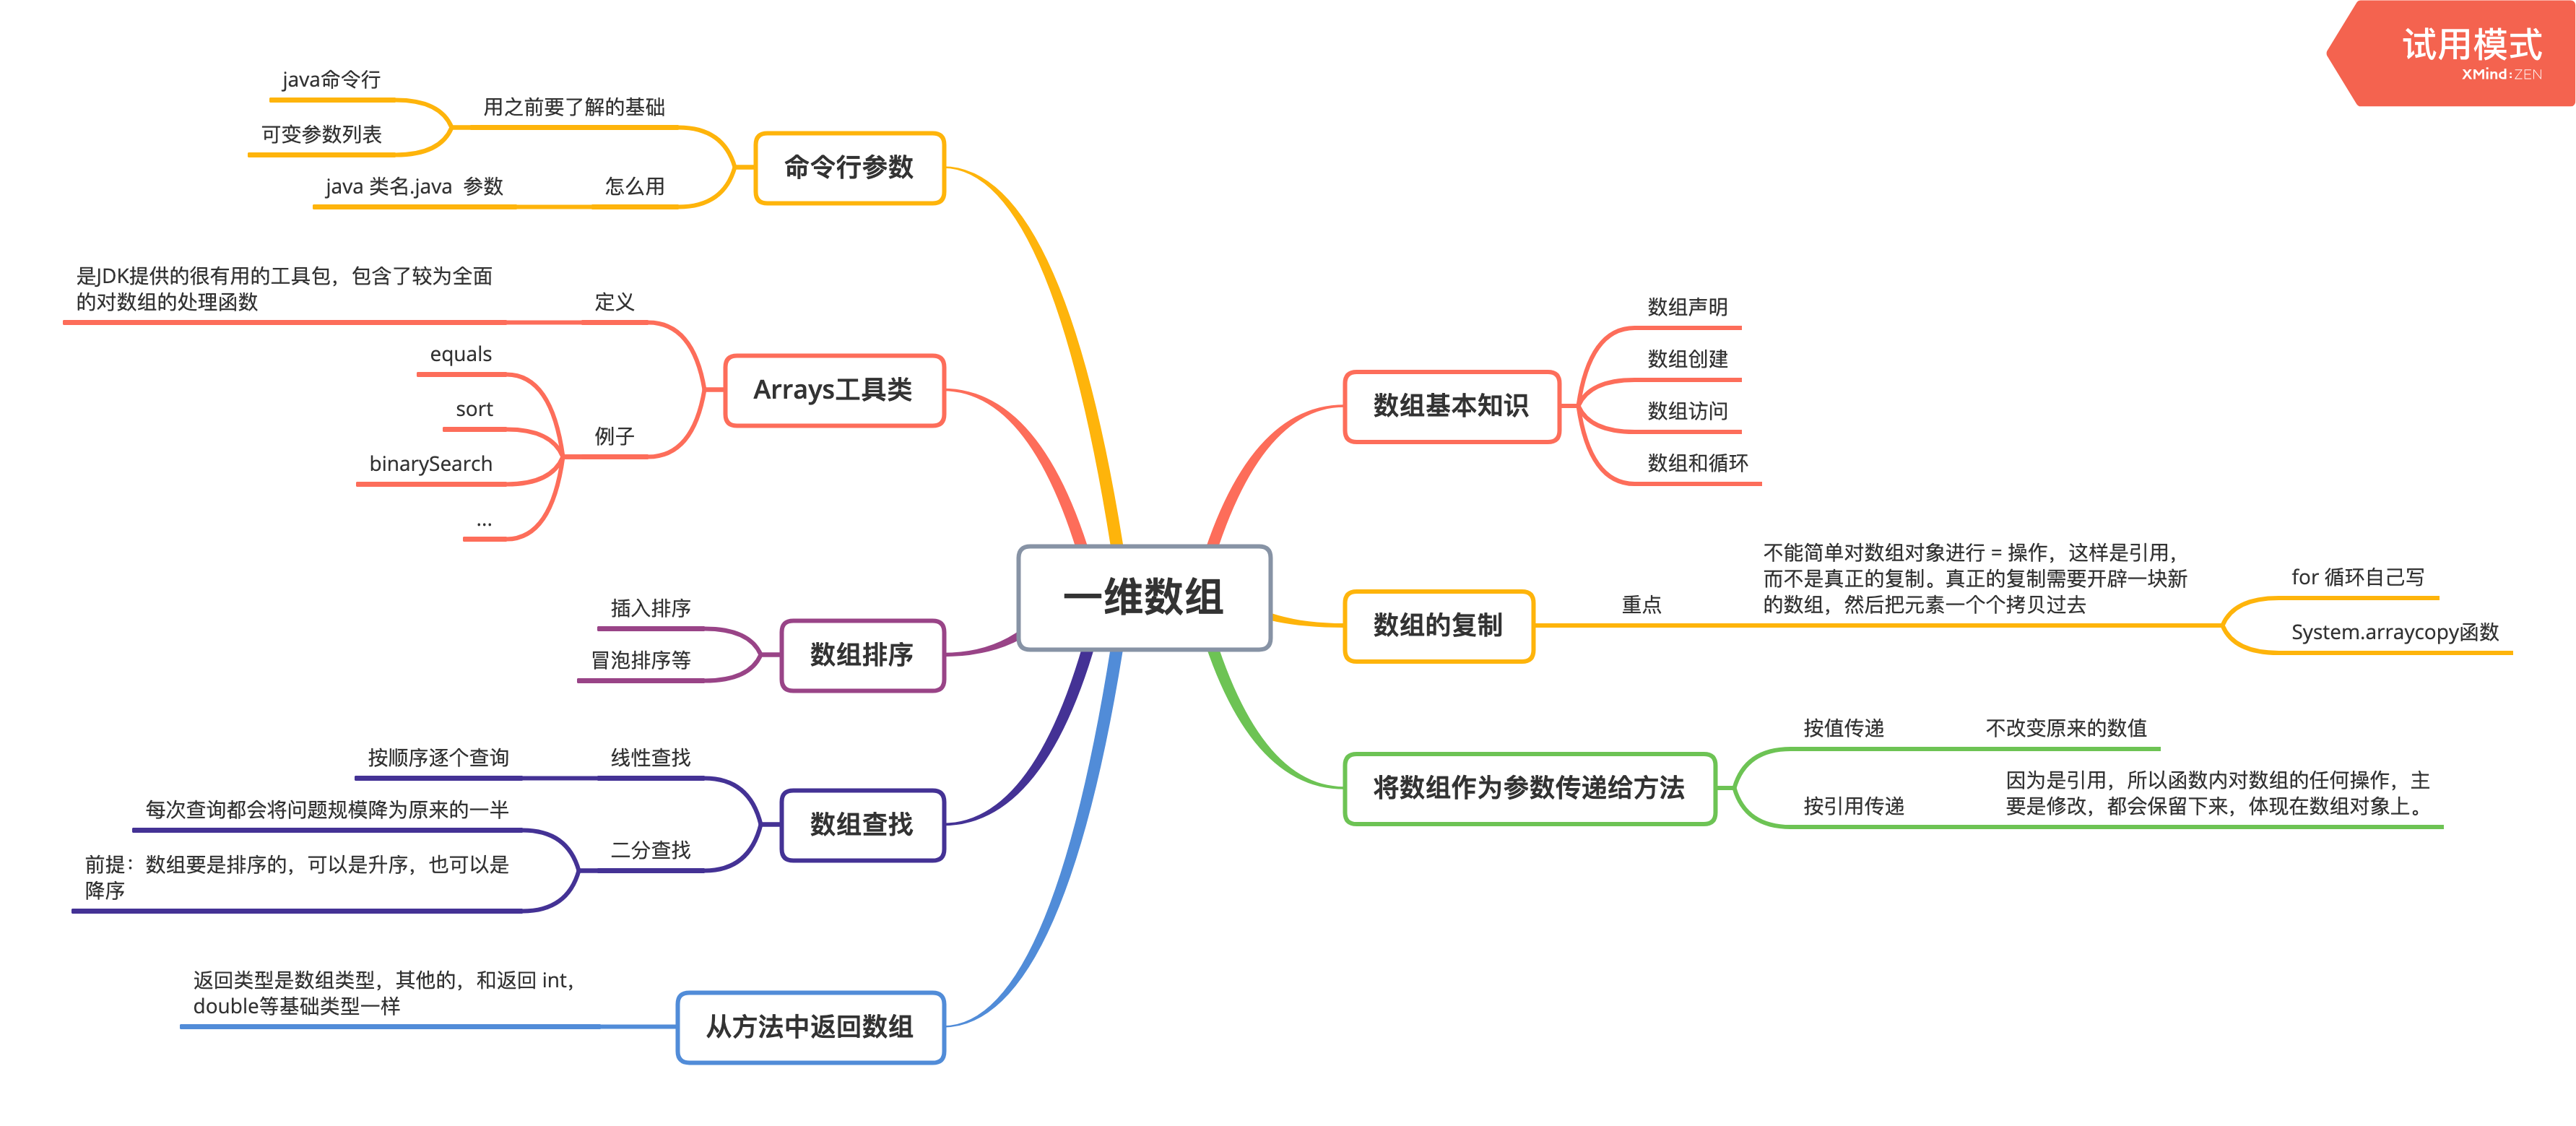 试用模式
XMind:ZEN
一维数组
数组基本知识
数组声明
数组创建
数组访问
数组和循环
数组的复制
重点
不能简单对数组对象进行 = 操作，这样是引用，
而不是真正的复制。真正的复制需要开辟一块新
的数组，然后把元素一个个拷贝过去
for 循环自己写
System.arraycopy函数
将数组作为参数传递给方法
按值传递
不改变原来的数值
按引用传递
因为是引用，所以函数内对数组的任何操作，主
要是修改，都会保留下来，体现在数组对象上。
命令行参数
用之前要了解的基础
java命令行
可变参数列表
怎么用
java 类名.java  参数
Arrays工具类
定义
是JDK提供的很有用的工具包，包含了较为全面
的对数组的处理函数
例子
equals
sort
binarySearch
...
数组排序
插入排序
冒泡排序等
数组查找
线性查找
按顺序逐个查询
二分查找
每次查询都会将问题规模降为原来的一半
前提：数组要是排序的，可以是升序，也可以是
降序
从方法中返回数组
返回类型是数组类型，其他的，和返回 int，
double等基础类型一样